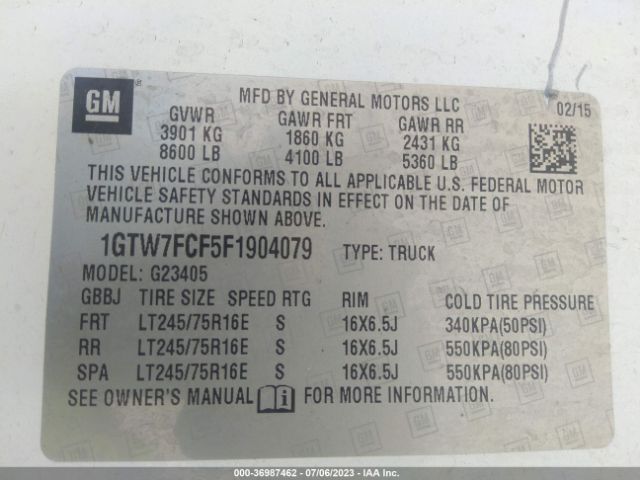 GM
MFD BY GENERAL MOTORS LLC 02/15
GVWR GAWR FRT GAWR RR
3901 KG 1860 KG 2431 KG
8600 LB 4100 LB 5360 LB
THIS VEHICLE CONFORMS TO ALL APPLICABLE U.S. FEDERAL MOTOR
VEHICLE SAFETY STANDARDS IN EFFECT ON THE DATE OF
MANUFACTURE SHOWN ABOVE.
1GTW7FCF5F1904079 TYPE: TRUCK
MODEL: G23405
GBBJ TIRE SIZE SPEED RTG RIM COLD TIRE PRESSURE
FRT LT245/75R16E S 16X6.5J 340KPA(50PSI)
RR LT245/75R16E S 16X6.5J 550KPA(80PSI)
SPA LT245/75R16E S 16X6.5J 550KPA(80PSI)
SEE OWNER'S MANUAL FOR MORE INFORMATION.
000-36987462 - 07/06/2023 - IAA Inc.